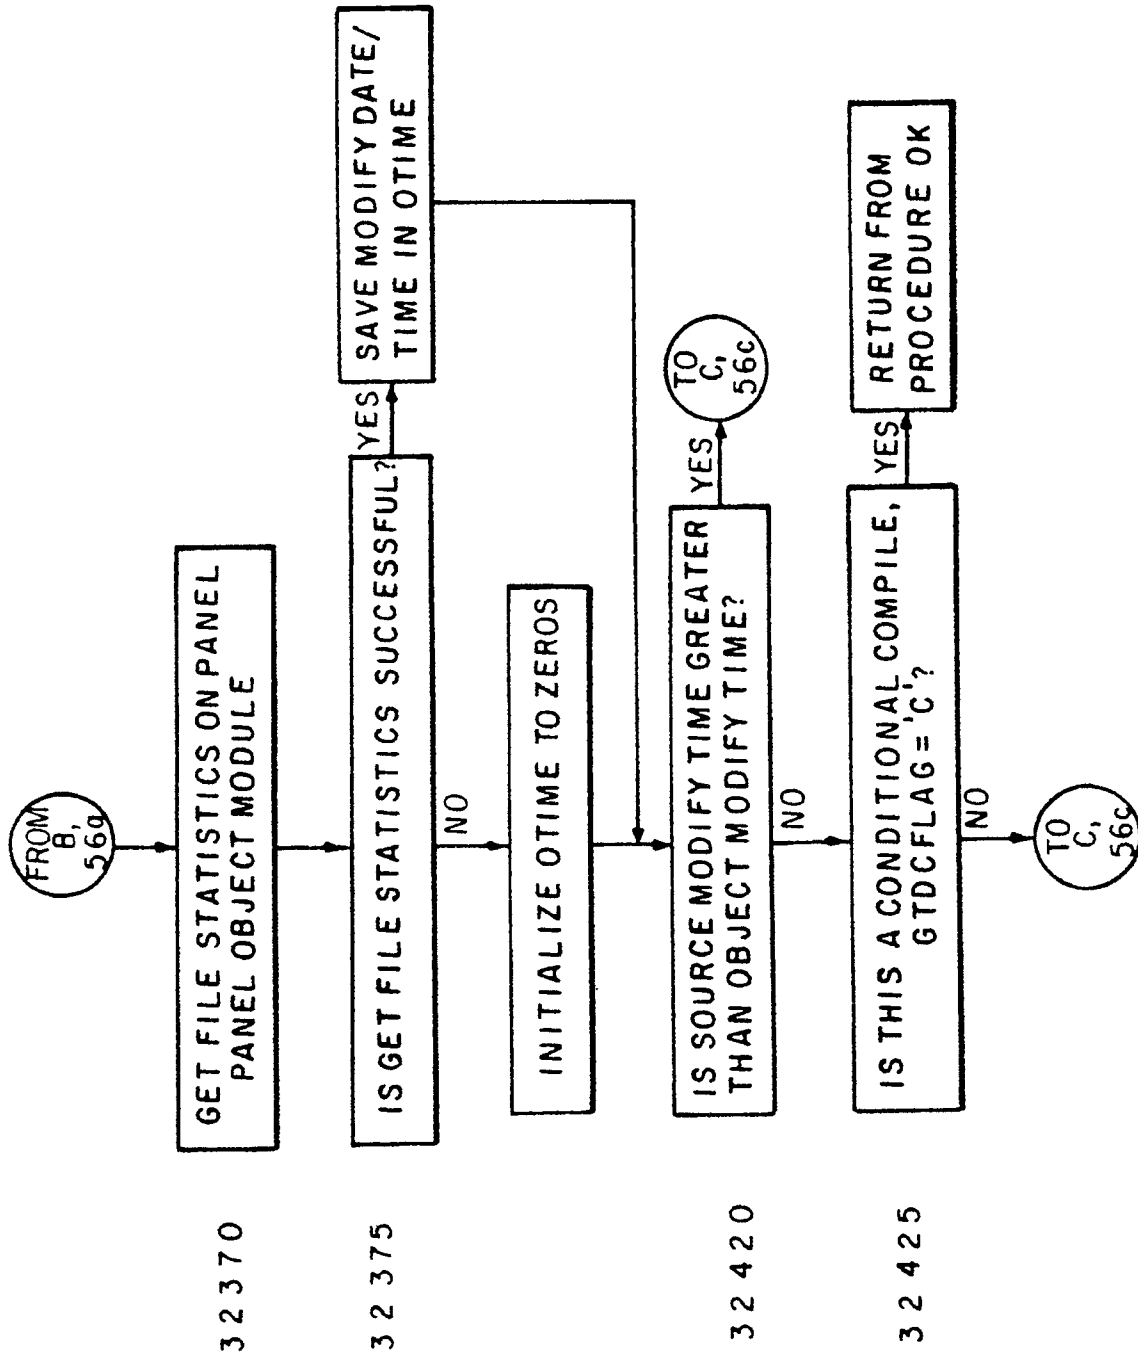 FROM
B,
56a
32370
GET FILE STATISTICS ON PANEL
PANEL OBJECT MODULE
32375
IS GET FILE STATISTICS SUCCESSFUL?
YES
SAVE MODIFY DATE/
TIME IN OTIME
NO
INITIALIZE OTIME TO ZEROS
32420
IS SOURCE MODIFY TIME GREATER
THAN OBJECT MODIFY TIME?
YES
TO
C,
56c
NO
32425
IS THIS A CONDITIONAL COMPILE,
GTDCFLAG='C'?
YES
RETURN FROM
PROCEDURE OK
NO
TO
C,
56c